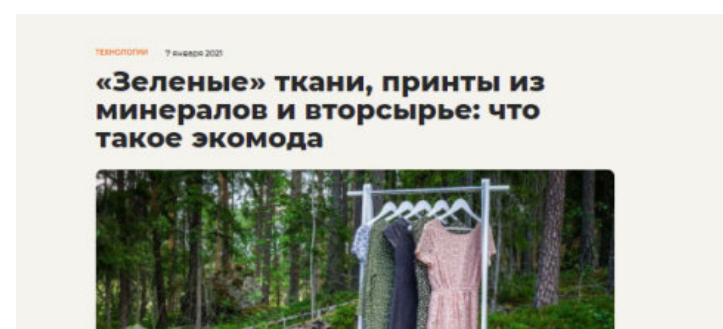 ТЕХНОЛОГИИ 7 января 2021
«Зеленые» ткани, принты из
минералов и вторсырье: что
такое экомода